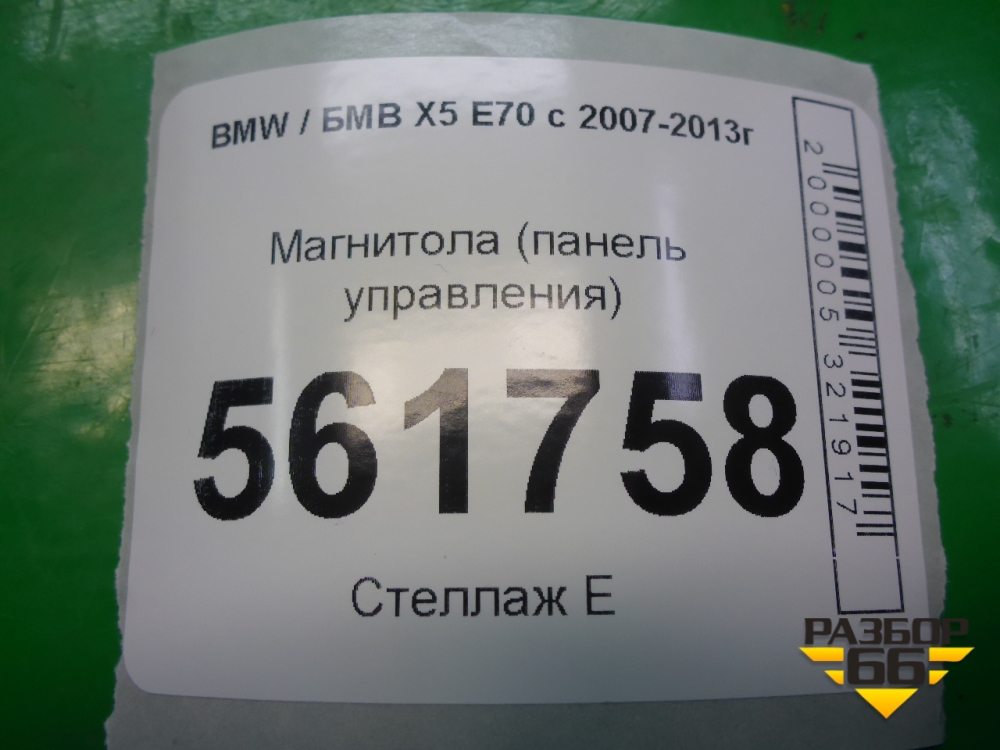 BMW / БМВ X5 E70 с 2007-2013г
Магнитола (панель
управления)
561758
Стеллаж Е
2000005321917
РАЗБОР
66